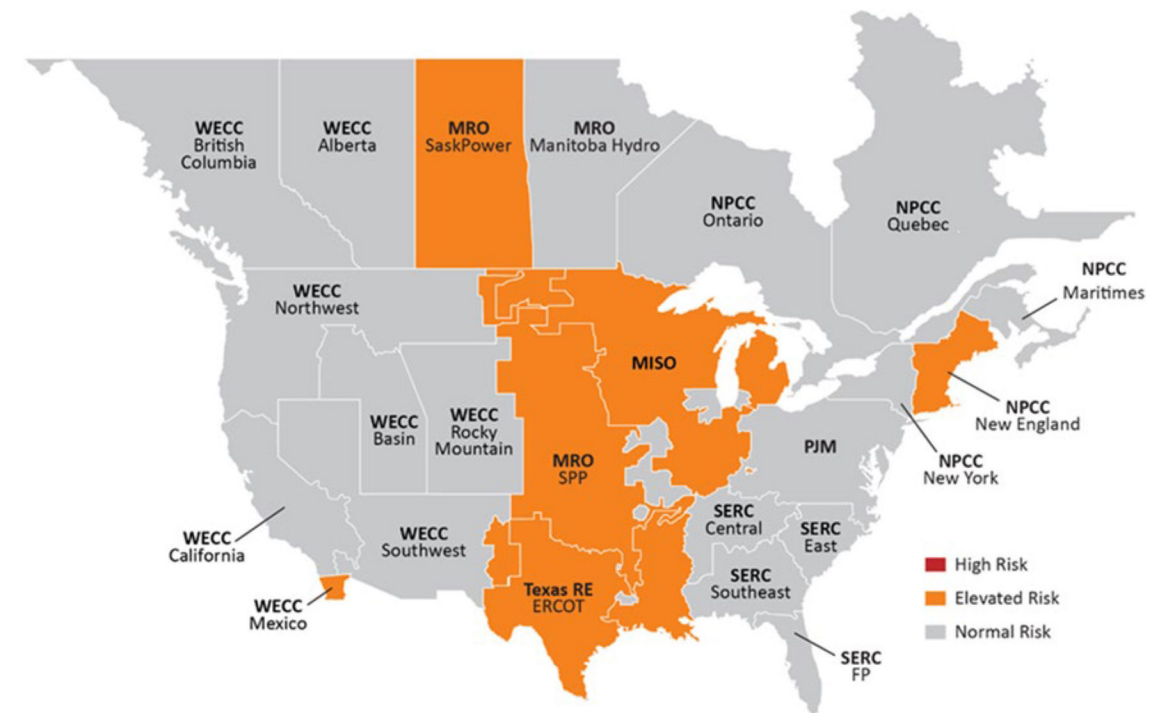 WECC
British
Columbia
WECC
Alberta
MRO
SaskPower
MRO
Manitoba Hydro
NPCC
Ontario
NPCC
Quebec
NPCC
Maritimes
WECC
Northwest
MISO
WECC
Basin
WECC
Rocky
Mountain
MRO
SPP
PJM
NPCC
New England
NPCC
New York
WECC
California
WECC
Southwest
SERC
Central
SERC
East
WECC
Mexico
Texas RE
ERCOT
SERC
Southeast
SERC
FP
High Risk
Elevated Risk
Normal Risk